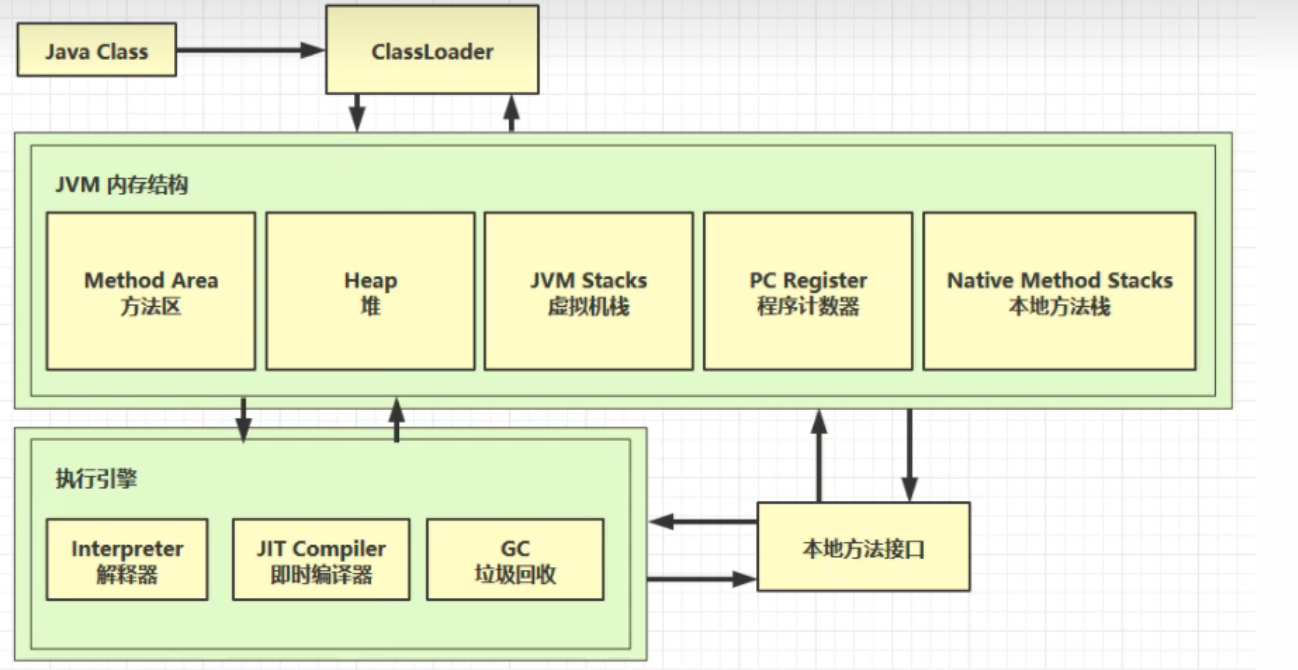 Java Class
ClassLoader
JVM 内存结构
Method Area
方法区
Heap
堆
JVM Stacks
虚拟机栈
PC Register
程序计数器
Native Method Stacks
本地方法栈
执行引擎
Interpreter
解释器
JIT Compiler
即时编译器
GC
垃圾回收
本地方法接口